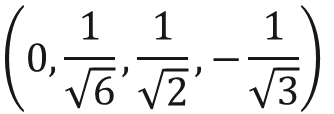 (0, 1/√6, 1/√2, −1/√3)